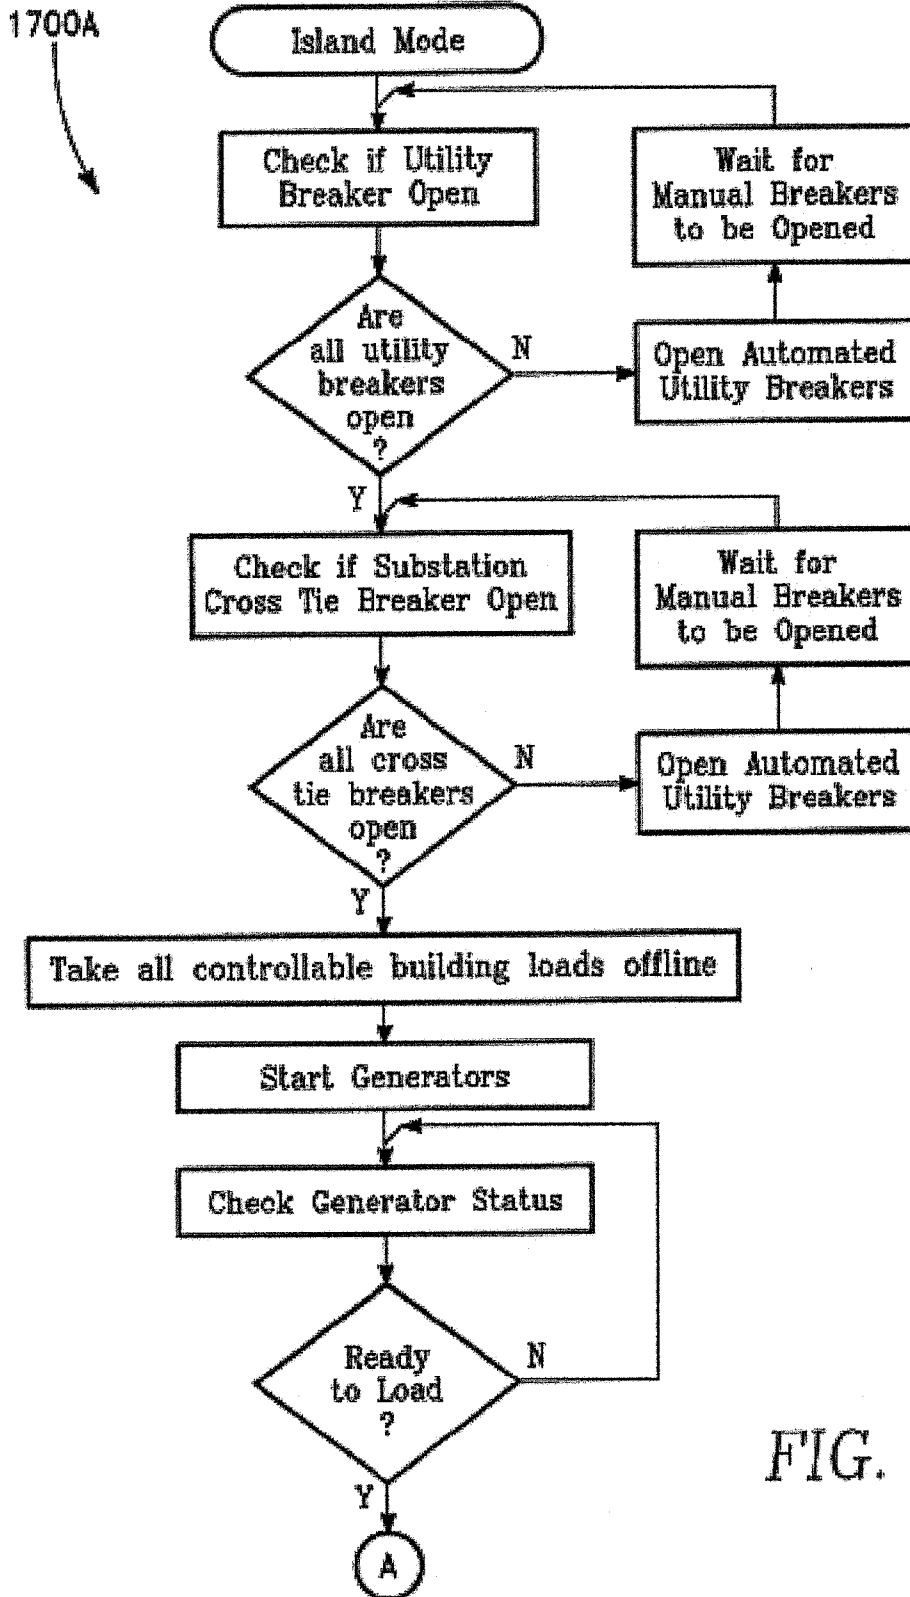 1700A
Island Mode
Check if Utility
Breaker Open
Wait for
Manual Breakers
to be Opened
Are
all utility
breakers
open
?
N
Open Automated
Utility Breakers
Y
Check if Substation
Cross Tie Breaker Open
Wait for
Manual Breakers
to be Opened
Are
all cross
tie breakers
open
?
N
Open Automated
Utility Breakers
Y
Take all controllable building loads offline
Start Generators
Check Generator Status
Ready
to Load
?
N
Y
A
FIG.